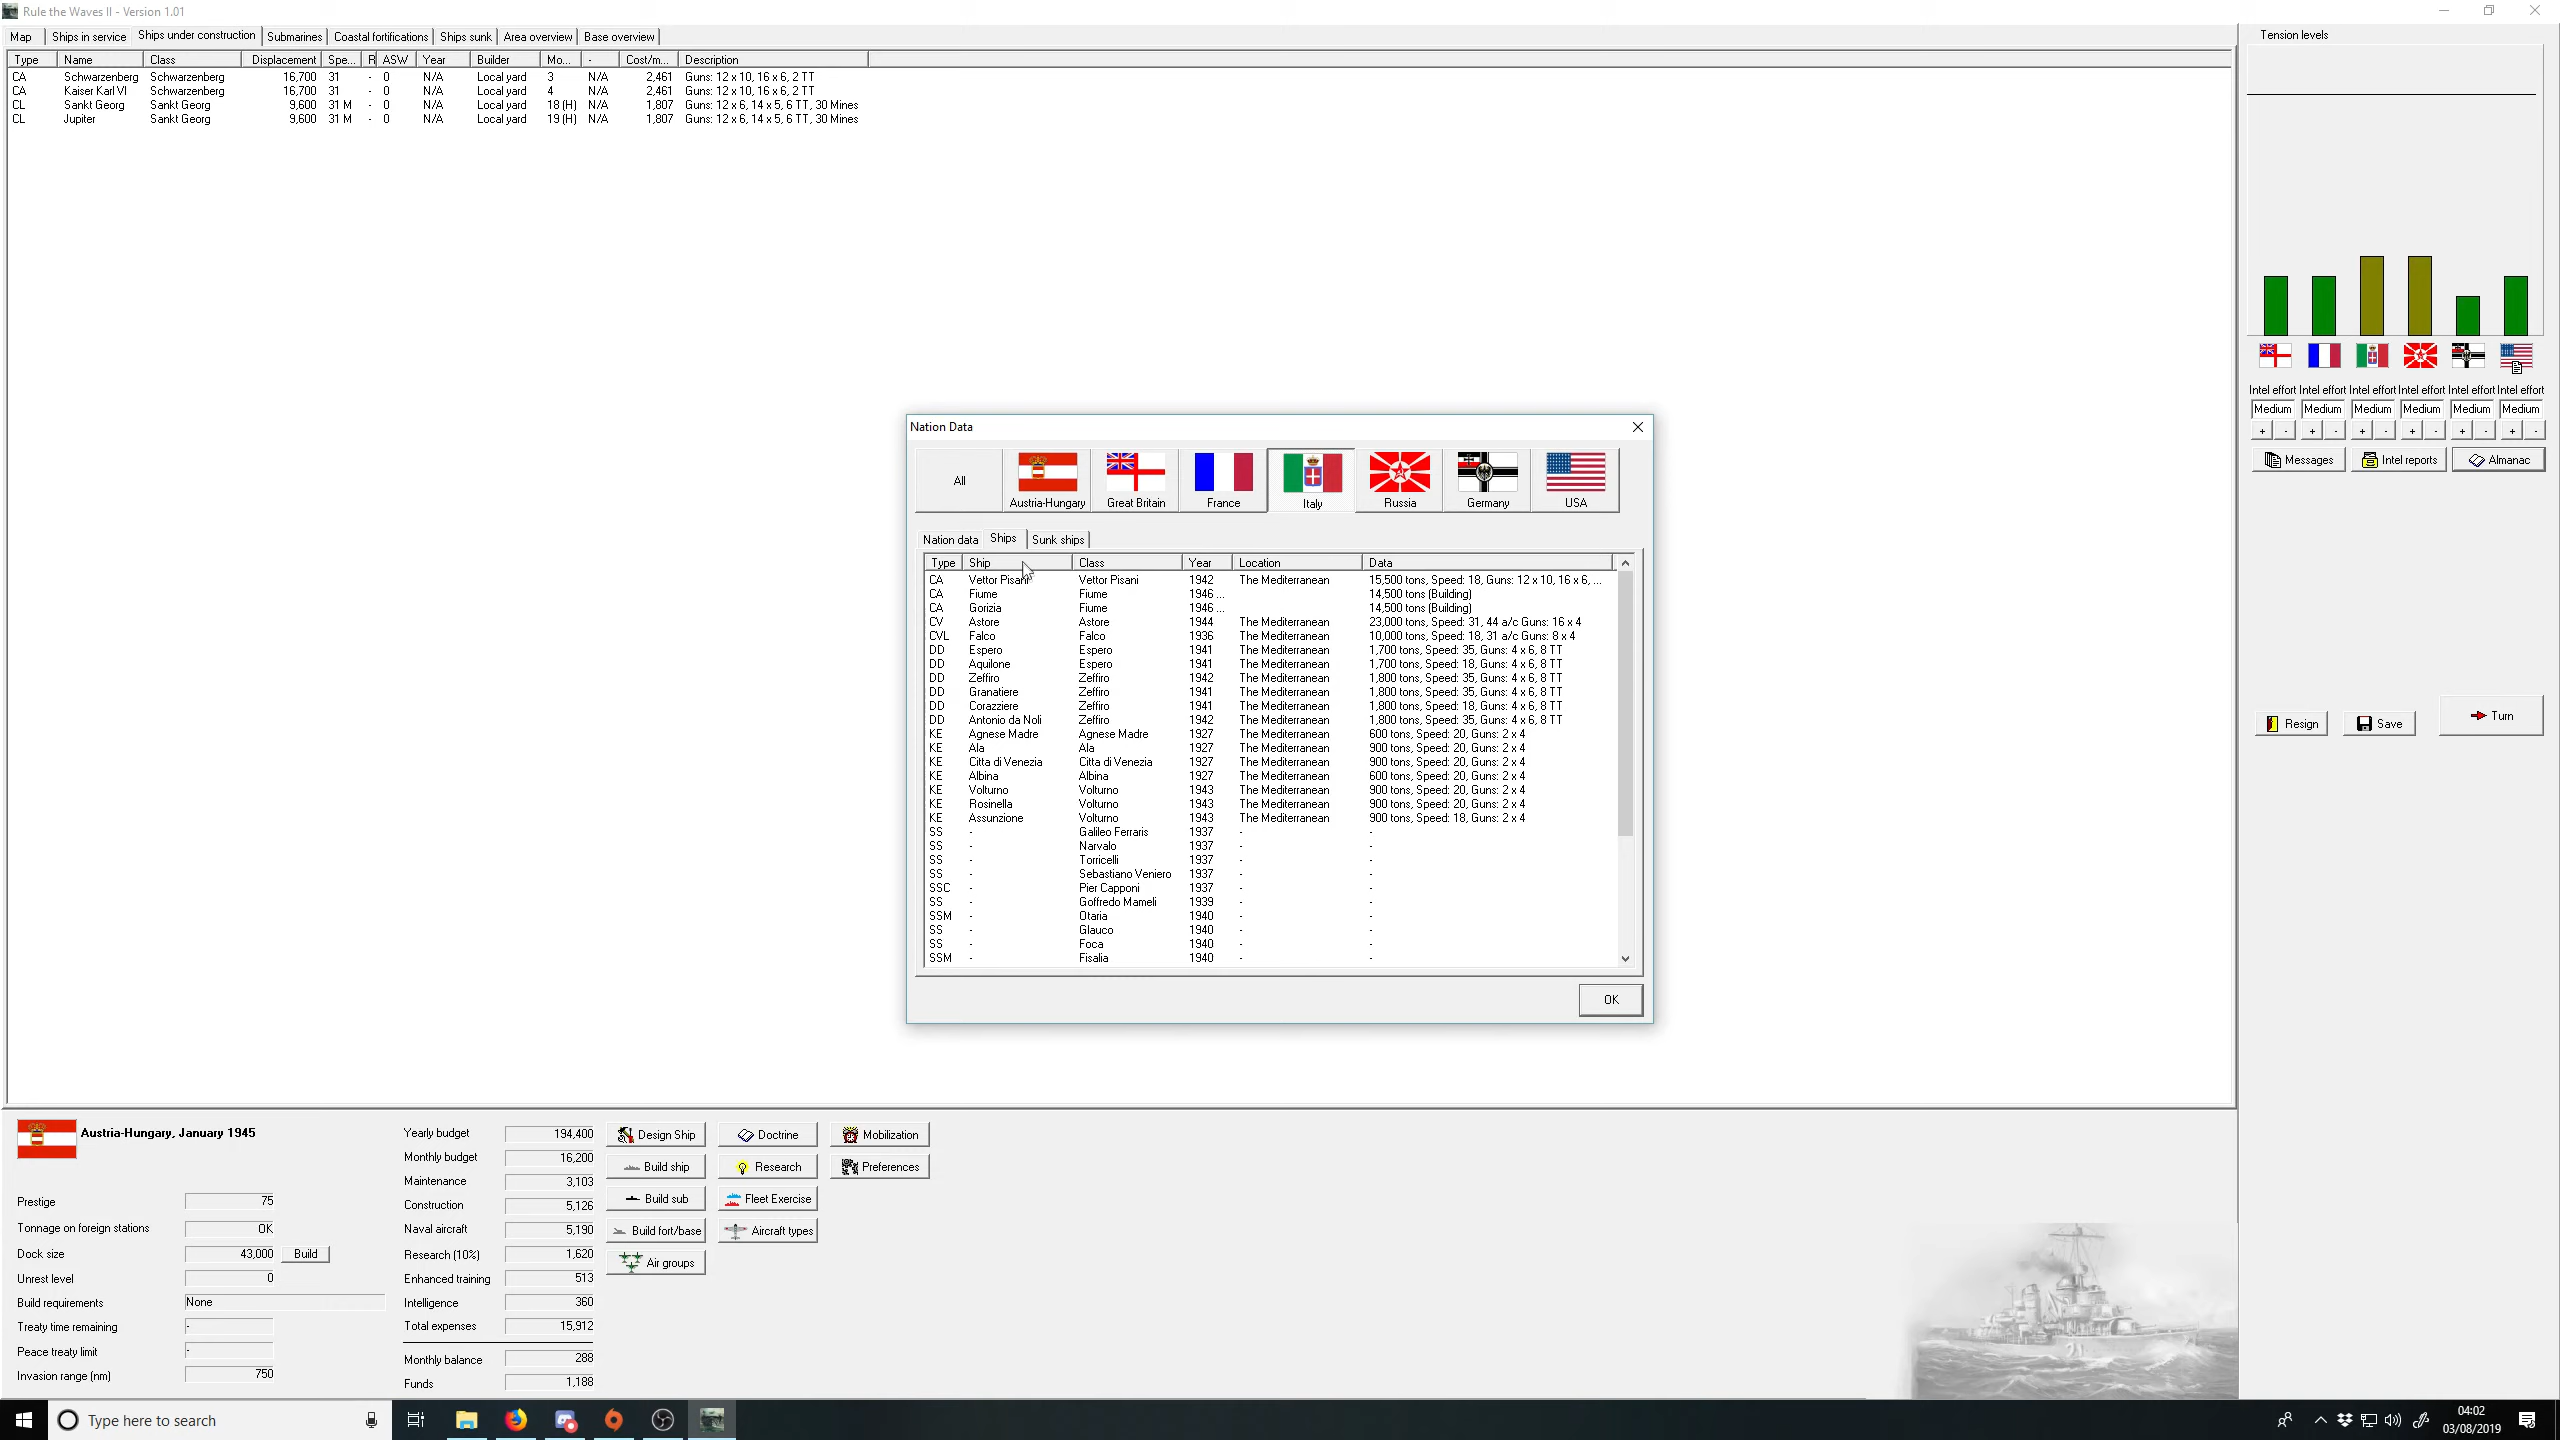 Rule the Waves II - Version 1.01
Map Ships in service Ships under construction Submarines Coastal fortifications Ships sunk Area overview Base overview
Type Name Class Displacement Spe... R ASW Year Builder Mo... - Cost/m... Description
CA Schwarzenberg Schwarzenberg 16,700 31 - 0 N/A Local yard 3 N/A 2,461 Guns: 12 x 10, 16 x 6, 2 TT
CA Kaiser Karl VI Schwarzenberg 16,700 31 - 0 N/A Local yard 4 N/A 2,461 Guns: 12 x 10, 16 x 6, 2 TT
CL Sankt Georg Sankt Georg 9,600 31 M - 0 N/A Local yard 18 (H) N/A 1,807 Guns: 12 x 6, 14 x 5, 6 TT, 30 Mines
CL Jupiter Sankt Georg 9,600 31 M - 0 N/A Local yard 19 (H) N/A 1,807 Guns: 12 x 6, 14 x 5, 6 TT, 30 Mines
Tension levels
Intel effort Intel effort Intel effort Intel effort Intel effort Intel effort
Medium Medium Medium Medium Medium Medium
+ - + - + - + - + - + -
Messages Intel reports Almanac
Resign Save Turn
Nation Data
All Austria-Hungary Great Britain France Italy Russia Germany USA
Nation data Ships Sunk ships
Type Ship Class Year Location Data
CA Vettor Pisani Vettor Pisani 1942 The Mediterranean 15,500 tons, Speed: 18, Guns: 12 x 10, 16 x 6, ...
CA Fiume Fiume 1946 ... 14,500 tons (Building)
CA Gorizia Fiume 1946 ... 14,500 tons (Building)
CV Astore Astore 1944 The Mediterranean 23,000 tons, Speed: 31, 44 a/c Guns: 16 x 4
CVL Falco Falco 1936 The Mediterranean 10,000 tons, Speed: 18, 31 a/c Guns: 8 x 4
DD Espero Espero 1941 The Mediterranean 1,700 tons, Speed: 35, Guns: 4 x 6, 8 TT
DD Aquilone Espero 1941 The Mediterranean 1,700 tons, Speed: 18, Guns: 4 x 6, 8 TT
DD Zeffiro Zeffiro 1942 The Mediterranean 1,800 tons, Speed: 35, Guns: 4 x 6, 8 TT
DD Granatiere Zeffiro 1941 The Mediterranean 1,800 tons, Speed: 35, Guns: 4 x 6, 8 TT
DD Corazziere Zeffiro 1941 The Mediterranean 1,800 tons, Speed: 18, Guns: 4 x 6, 8 TT
DD Antonio da Noli Zeffiro 1942 The Mediterranean 1,800 tons, Speed: 35, Guns: 4 x 6, 8 TT
KE Agnese Madre Agnese Madre 1927 The Mediterranean 600 tons, Speed: 20, Guns: 2 x 4
KE Ala Ala 1927 The Mediterranean 900 tons, Speed: 20, Guns: 2 x 4
KE Citta di Venezia Citta di Venezia 1927 The Mediterranean 900 tons, Speed: 20, Guns: 2 x 4
KE Albina Albina 1927 The Mediterranean 600 tons, Speed: 20, Guns: 2 x 4
KE Volturno Volturno 1943 The Mediterranean 900 tons, Speed: 20, Guns: 2 x 4
KE Rosinella Volturno 1943 The Mediterranean 900 tons, Speed: 20, Guns: 2 x 4
KE Assunzione Volturno 1943 The Mediterranean 900 tons, Speed: 18, Guns: 2 x 4
SS - Galileo Ferraris 1937 - -
SS - Narvalo 1937 - -
SS - Torricelli 1937 - -
SS - Sebastiano Veniero 1937 - -
SSC - Pier Capponi 1937 - -
SS - Goffredo Mameli 1939 - -
SSM - Otaria 1940 - -
SS - Glauco 1940 - -
SS - Foca 1940 - -
SSM - Fisalia 1940 - -
OK
Austria-Hungary, January 1945
Prestige 75
Tonnage on foreign stations OK
Dock size 43,000 Build
Unrest level 0
Build requirements None
Treaty time remaining -
Peace treaty limit -
Invasion range (nm) 750
Yearly budget 194,400
Monthly budget 16,200
Maintenance 3,103
Construction 5,126
Naval aircraft 5,190
Research (10%) 1,620
Enhanced training 513
Intelligence 360
Total expenses 15,912
Monthly balance 288
Funds 1,188
Design Ship Doctrine Mobilization
Build ship Research Preferences
Build sub Fleet Exercise
Build fort/base Aircraft types
Air groups
Type here to search
04:02
03/08/2019